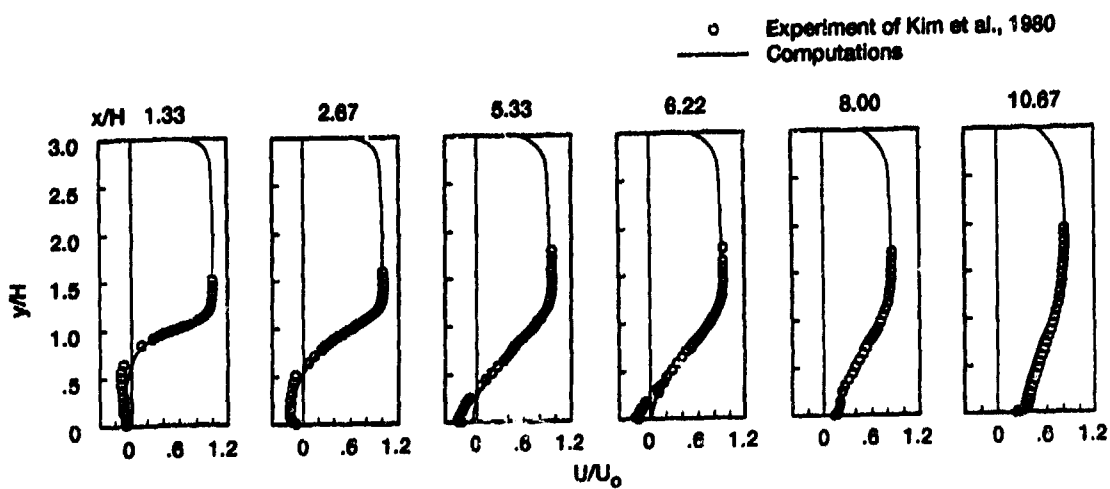 Experiment of Kim et al., 1980
Computations
x/H 1.33 2.67 5.33 6.22 8.00 10.67
3.0
2.5
2.0
1.5
1.0
.5
0
y/H
0 .6 1.2 0 .6 1.2 0 .6 1.2 0 .6 1.2 0 .6 1.2 0 .6 1.2
U/Uo